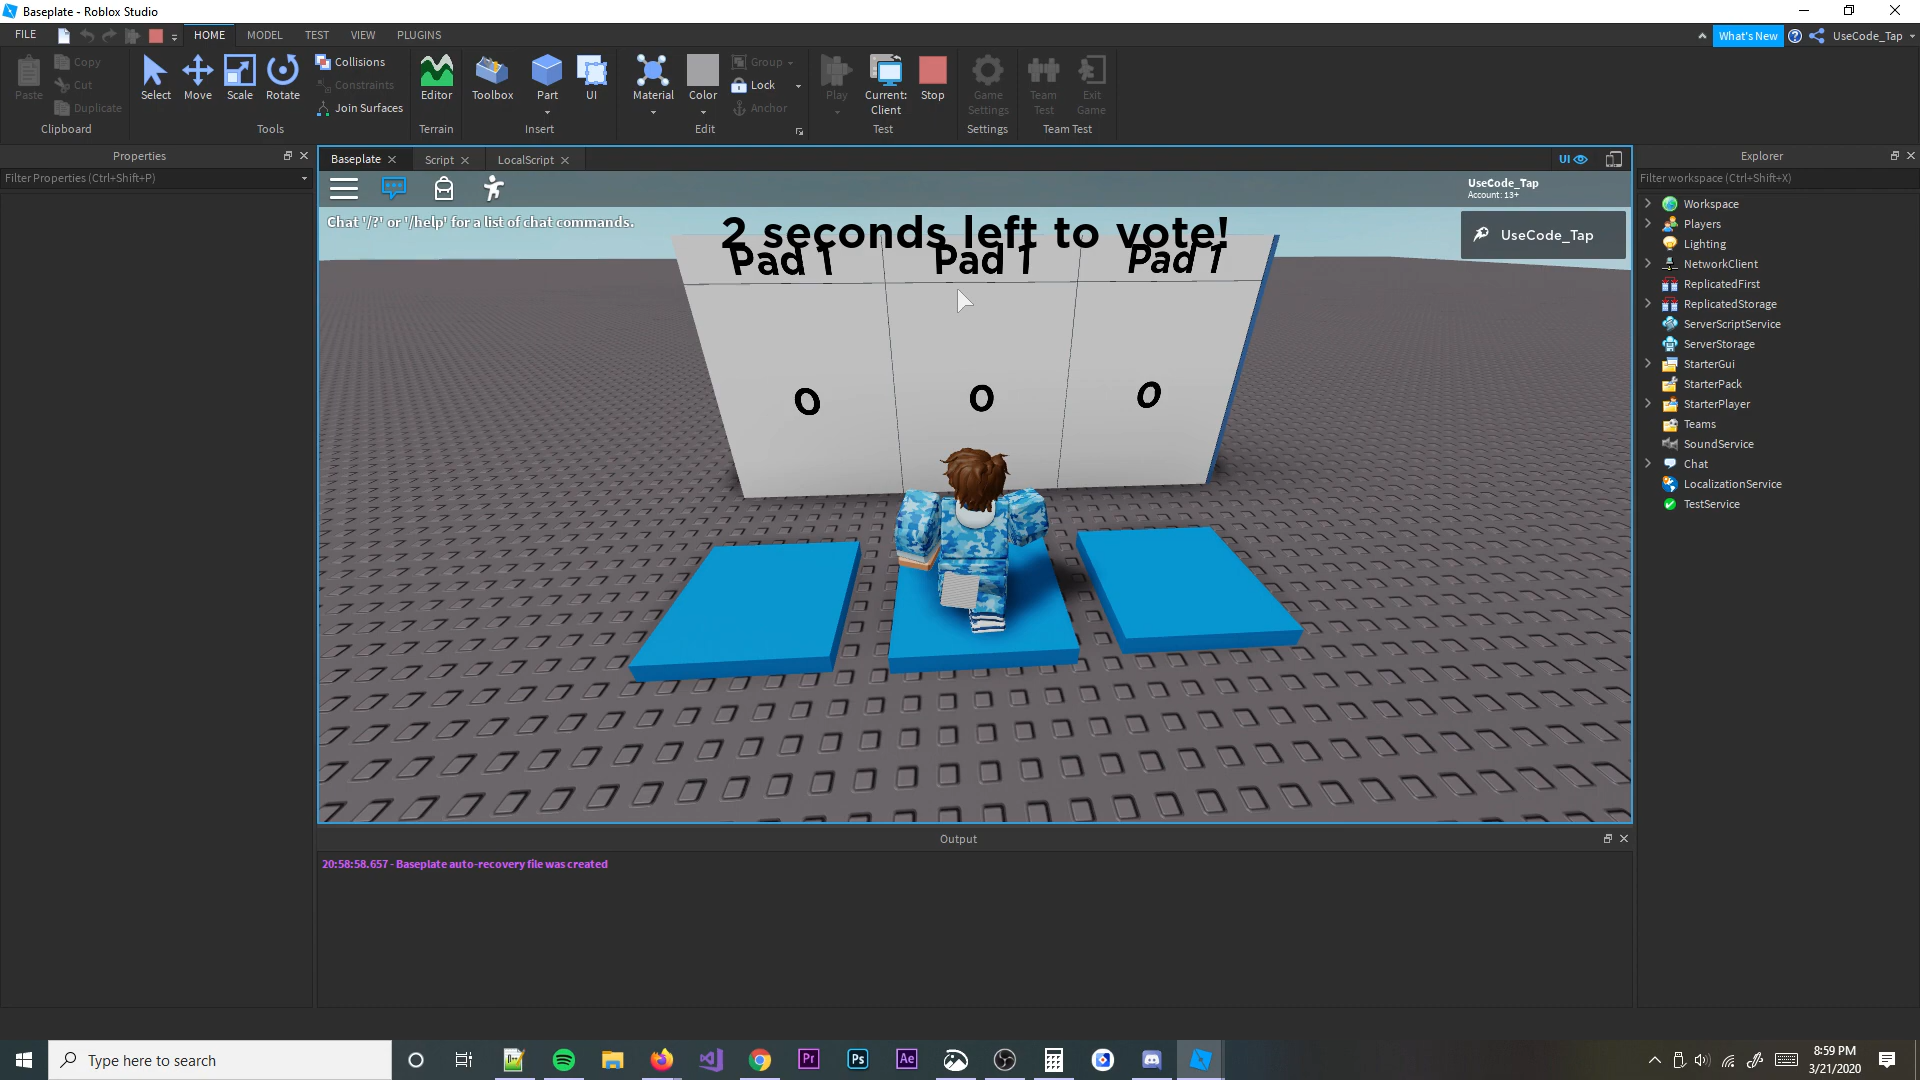 Baseplate - Roblox Studio
FILE HOME MODEL TEST VIEW PLUGINS What's New UseCode_Tap
Paste Copy Cut Duplicate Clipboard
Select Move Scale Rotate Collisions Constraints Join Surfaces Tools
Editor Terrain
Toolbox Part UI Insert
Material Color Group Lock Anchor Edit
Play Current: Client Stop Test
Game Settings Settings
Team Test Exit Game Team Test
Properties
Filter Properties (Ctrl+Shift+P)
Baseplate Script LocalScript UI
UseCode_Tap
Account: 13+
Chat '/?' or '/help' for a list of chat commands.
UseCode_Tap
2 seconds left to vote!
Pad 1 Pad 1 Pad 1
0 0 0
Output
20:58:58.657 - Baseplate auto-recovery file was created
Explorer
Filter workspace (Ctrl+Shift+X)
Workspace
Players
Lighting
NetworkClient
ReplicatedFirst
ReplicatedStorage
ServerScriptService
ServerStorage
StarterGui
StarterPack
StarterPlayer
Teams
SoundService
Chat
LocalizationService
TestService
Type here to search
Pr Ps Ae
8:59 PM
3/21/2020